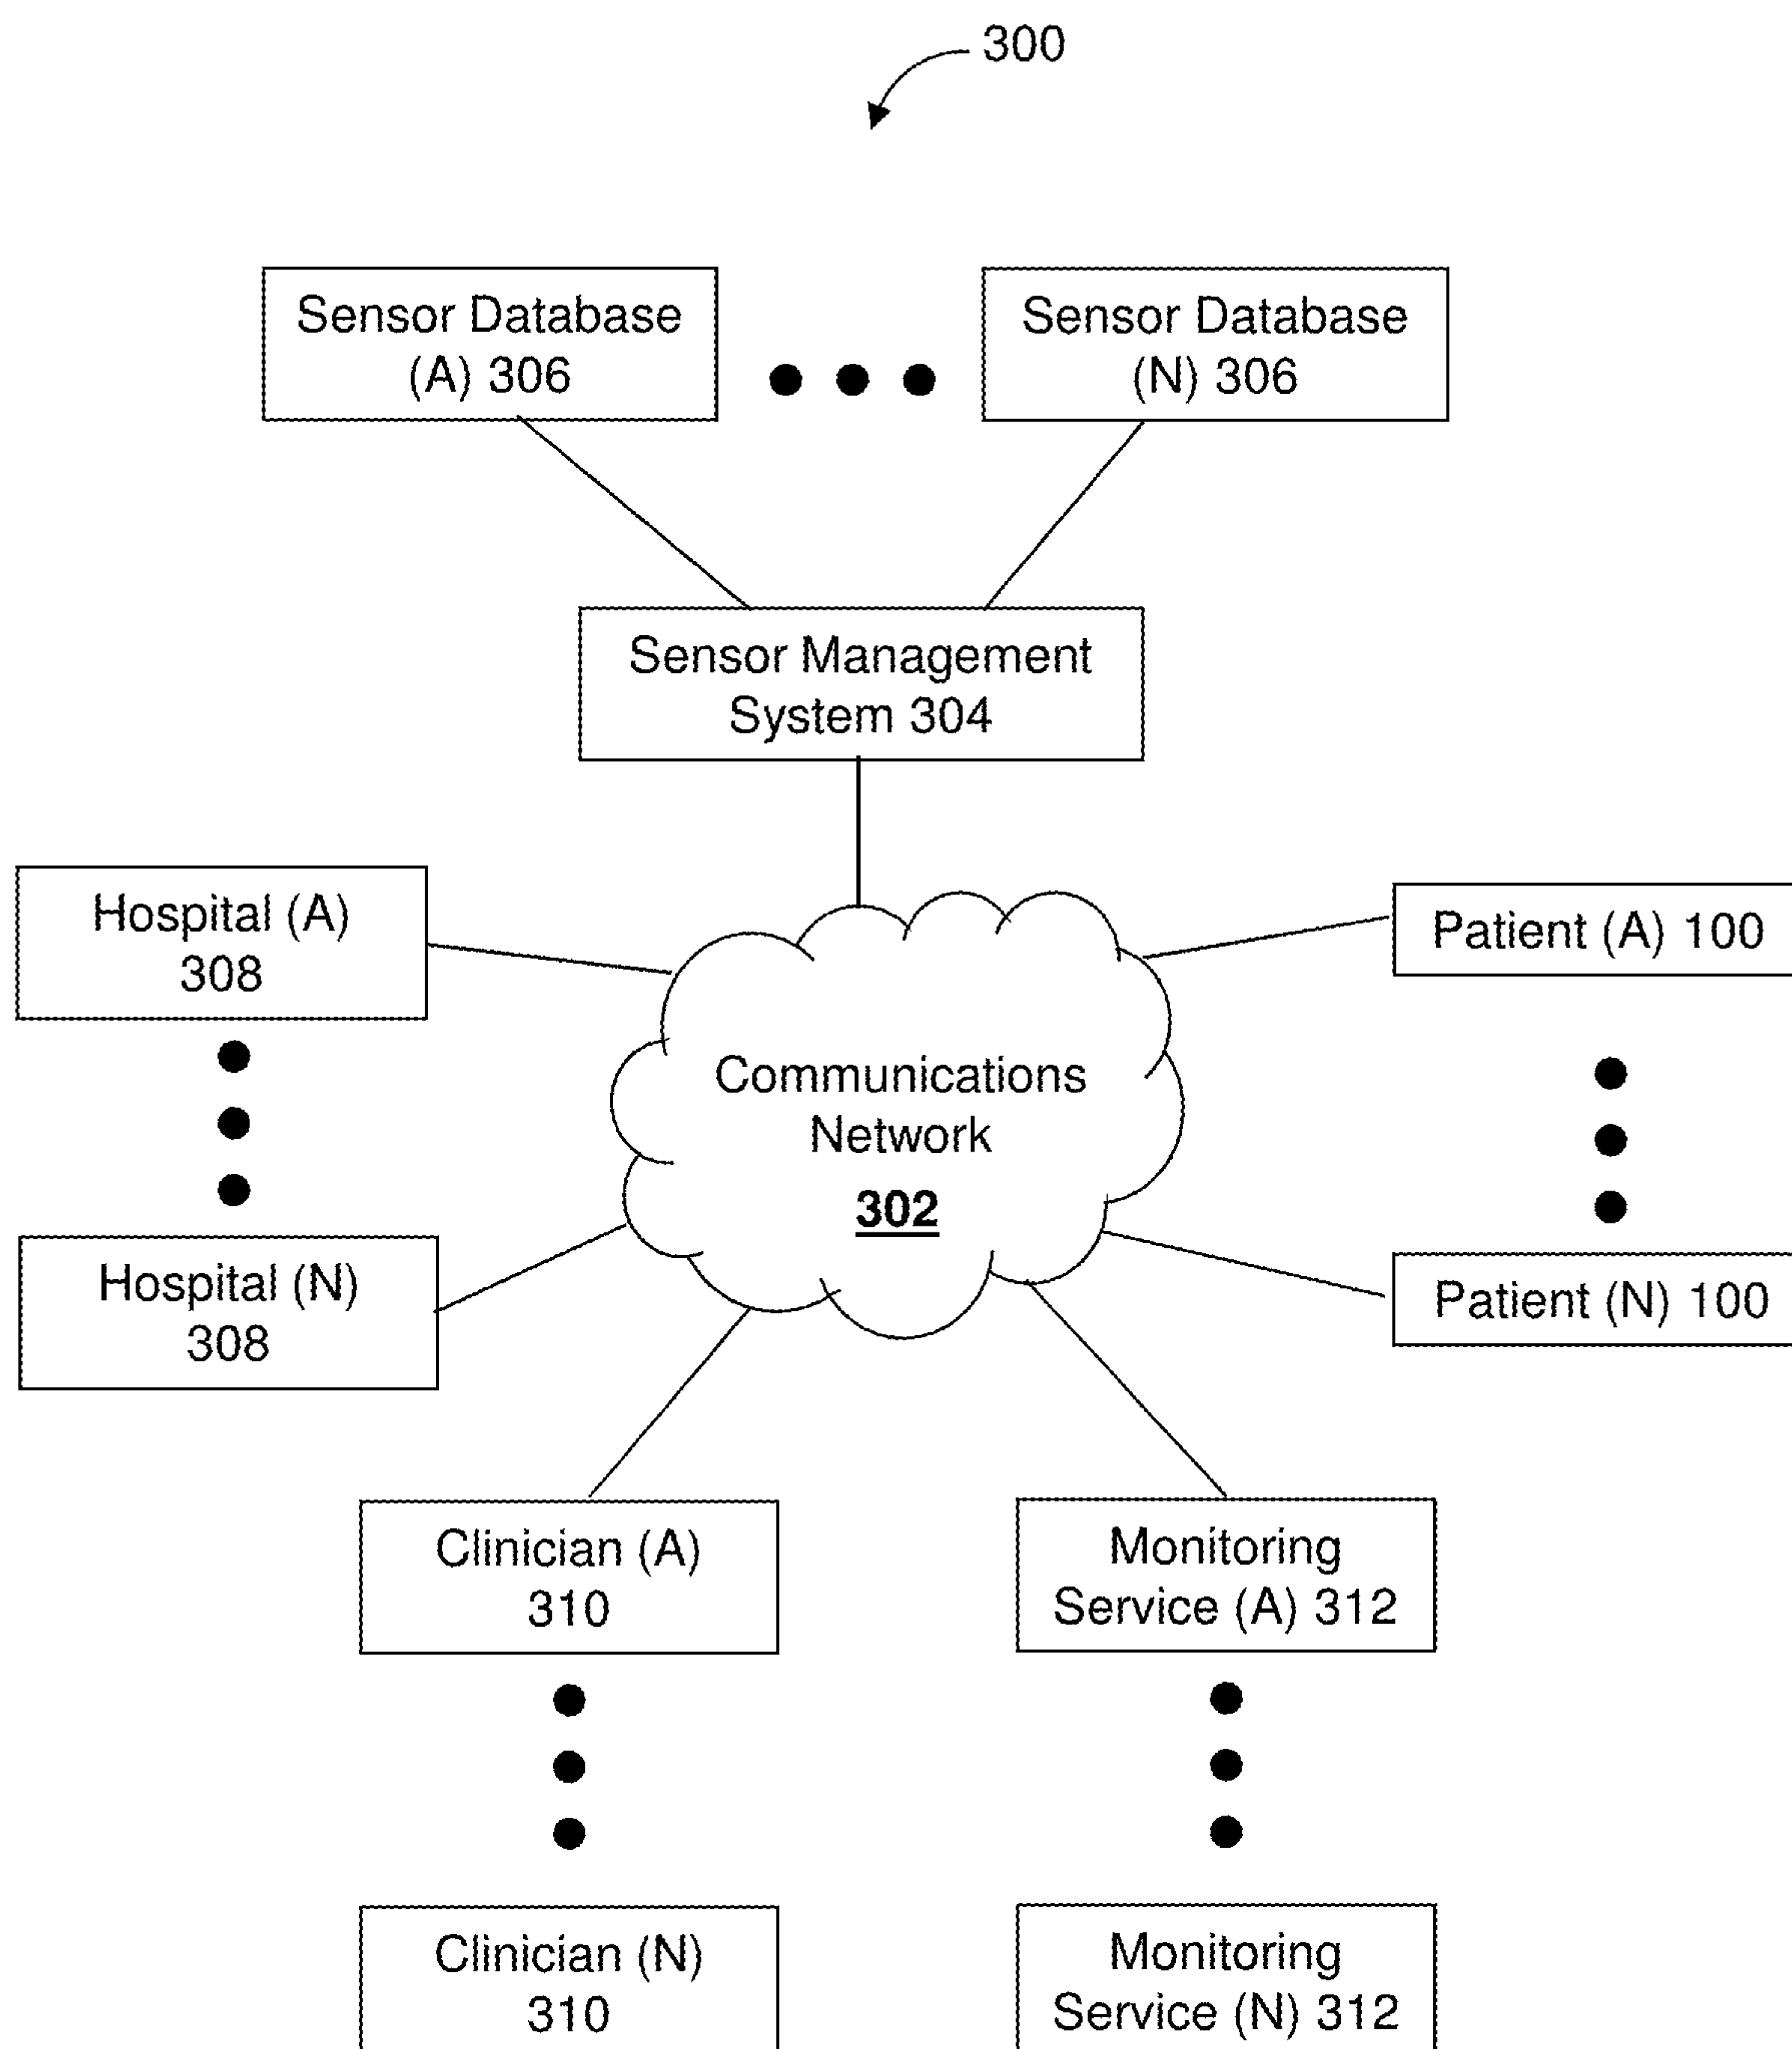 300
Sensor Database
(A) 306
Sensor Database
(N) 306
Sensor Management
System 304
Hospital (A)
308
Patient (A) 100
Communications
Network
302
Hospital (N)
308
Patient (N) 100
Clinician (A)
310
Monitoring
Service (A) 312
Clinician (N)
310
Monitoring
Service (N) 312